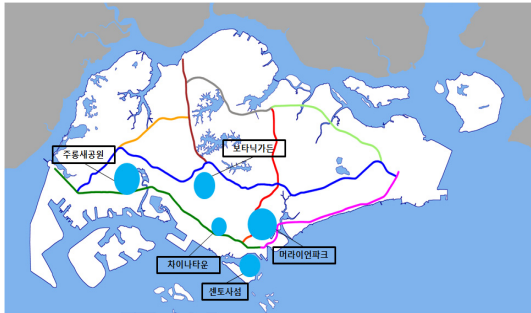 보타닉가든
주롱새공원
머라이언파크
차이나타운
센토사섬